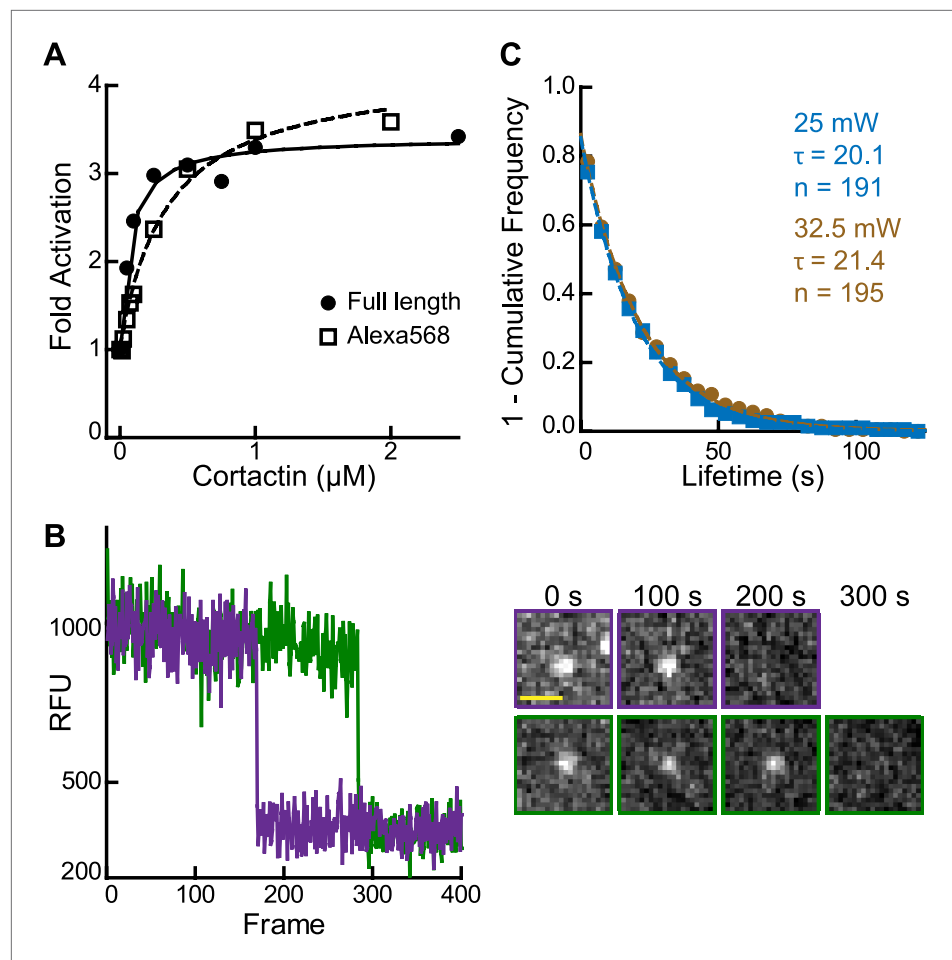 A
Fold Activation
4
3
2
1
0
0
1
2
Cortactin (µM)
Full length
Alexa568
C
1 - Cumulative Frequency
1.0
0.8
0.6
0.4
0.2
0.0
0
50
100
Lifetime (s)
25 mW
τ = 20.1
n = 191
32.5 mW
τ = 21.4
n = 195
B
RFU
1000
500
200
0
100
200
300
400
Frame
0 s
100 s
200 s
300 s